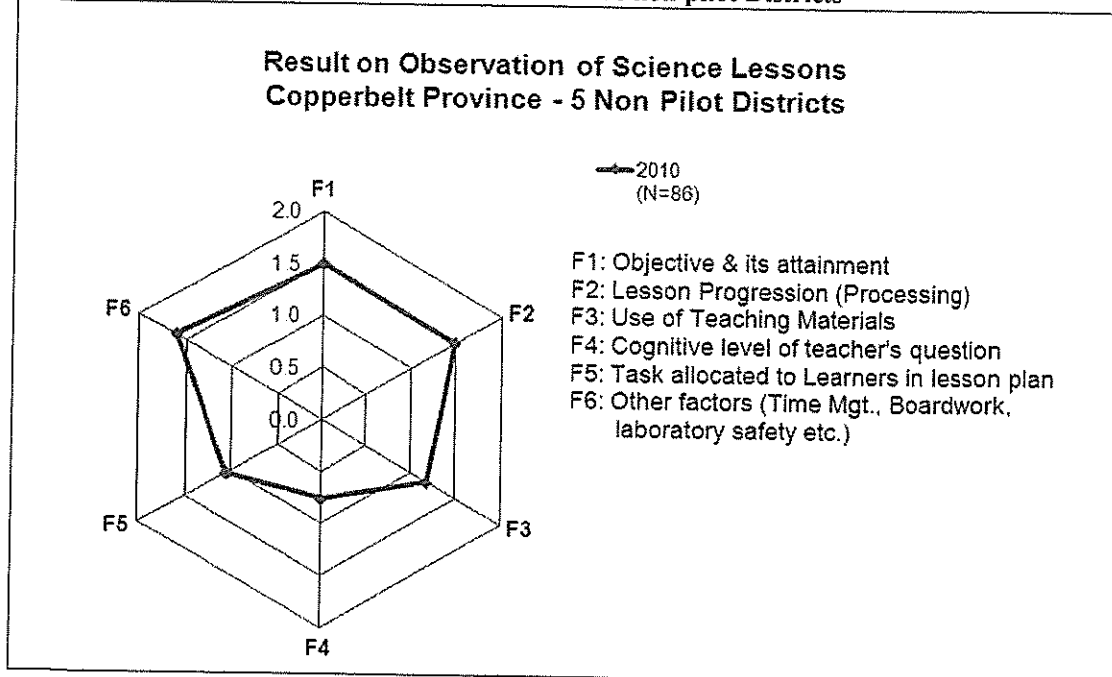 non pilot Districts
Result on Observation of Science Lessons
Copperbelt Province - 5 Non Pilot Districts
2010
(N=86)
F1
2.0
1.5
1.0
0.5
0.0
F2
F3
F4
F5
F6
F1: Objective & its attainment
F2: Lesson Progression (Processing)
F3: Use of Teaching Materials
F4: Cognitive level of teacher's question
F5: Task allocated to Learners in lesson plan
F6: Other factors (Time Mgt., Boardwork,
laboratory safety etc.)